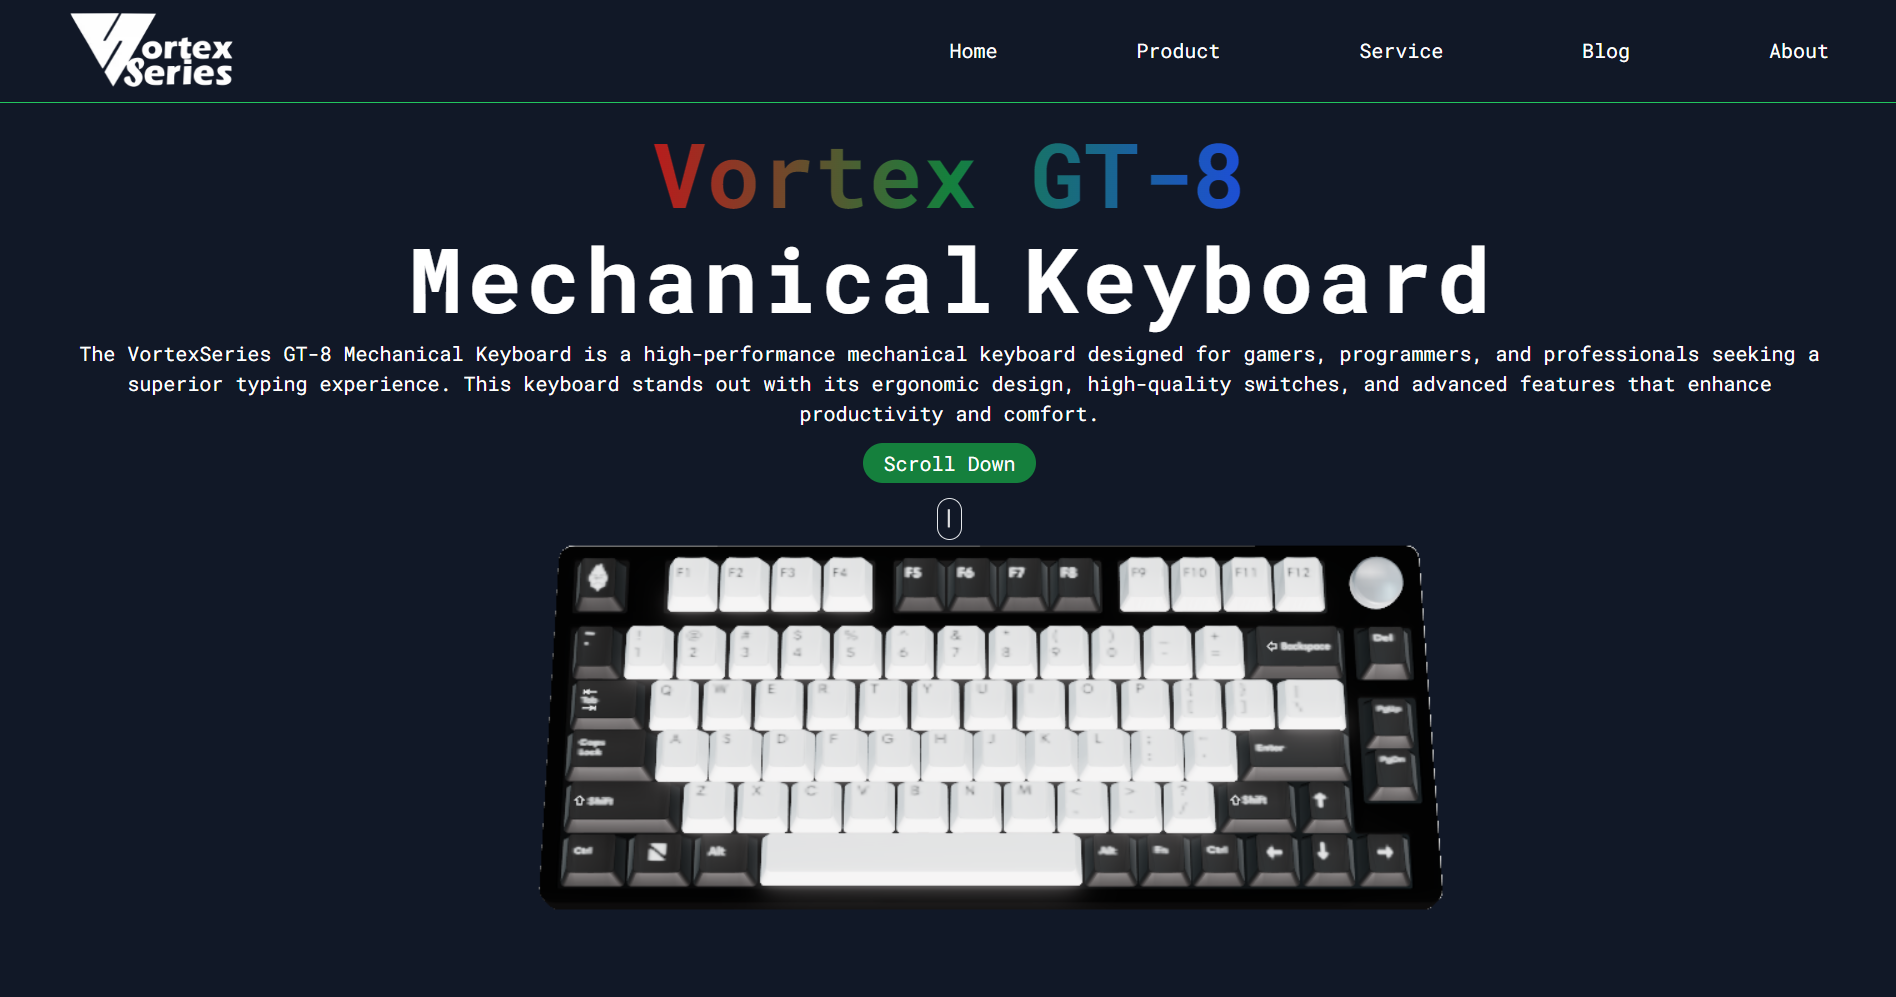 Vortex
Series
Home Product Service Blog About
Vortex GT-8
Mechanical Keyboard
The VortexSeries GT-8 Mechanical Keyboard is a high-performance mechanical keyboard designed for gamers, programmers, and professionals seeking a
superior typing experience. This keyboard stands out with its ergonomic design, high-quality switches, and advanced features that enhance
productivity and comfort.
Scroll Down
F1 F2 F3 F4 F5 F6 F7 F8 F9 F10 F11 F12
! @ # $ % ^ & * ( ) _ +
1 2 3 4 5 6 7 8 9 0 - = Backspace Del
Tab Q W E R T Y U O P { } | PgUp
[ ] \
Caps Lock A S D F G H J K L : Enter PgDn
;
Shift Z X C V B N M < > ? Shift
/
Ctrl Alt Alt Fn Ctrl